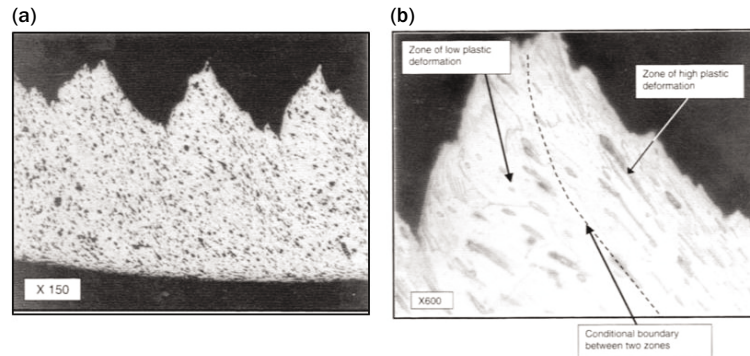 (a)
X 150
(b)
Zone of low plastic
deformation
Zone of high plastic
deformation
X600
Conditional boundary
between two zones